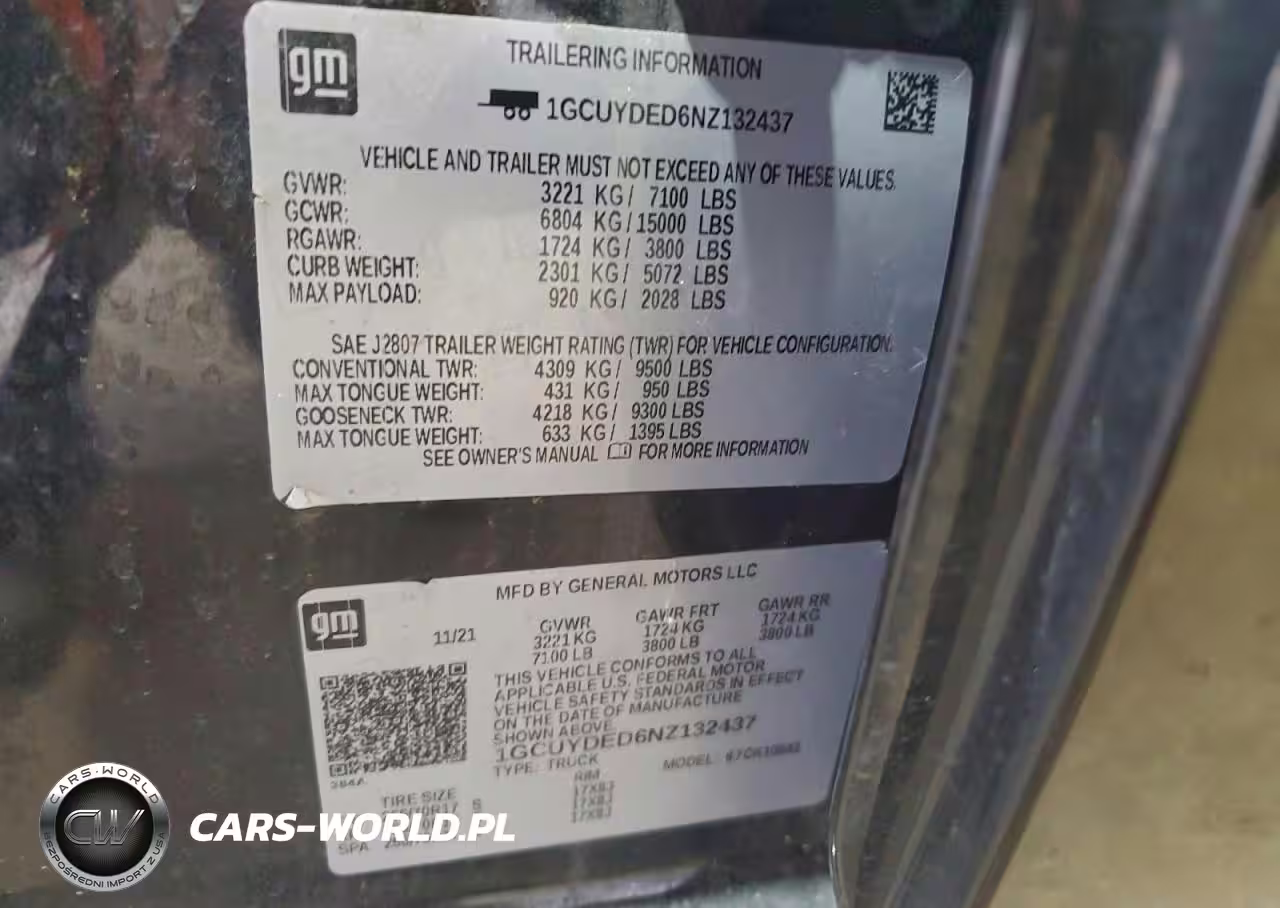 gm
TRAILERING INFORMATION
1GCUYDED6NZ132437
VEHICLE AND TRAILER MUST NOT EXCEED ANY OF THESE VALUES.
GVWR: 3221 KG/ 7100 LBS
GCWR: 6804 KG/15000 LBS
RGAWR: 1724 KG/ 3800 LBS
CURB WEIGHT: 2301 KG/ 5072 LBS
MAX PAYLOAD: 920 KG/ 2028 LBS
SAE J2807 TRAILER WEIGHT RATING (TWR) FOR VEHICLE CONFIGURATION.
CONVENTIONAL TWR: 4309 KG/ 9500 LBS
MAX TONGUE WEIGHT: 431 KG/ 950 LBS
GOOSENECK TWR: 4218 KG/ 9300 LBS
MAX TONGUE WEIGHT: 633 KG/ 1395 LBS
SEE OWNER'S MANUAL FOR MORE INFORMATION
gm
MFD BY GENERAL MOTORS LLC
11/21
GVWR GAWR FRT GAWR RR
3221 KG 1724 KG 1724 KG
7100 LB 3800 LB 3800 LB
THIS VEHICLE CONFORMS TO ALL
APPLICABLE U.S. FEDERAL MOTOR
VEHICLE SAFETY STANDARDS IN EFFECT
ON THE DATE OF MANUFACTURE
SHOWN ABOVE.
1GCUYDED6NZ132437
TYPE: TRUCK MODEL:
TIRE SIZE RIM
17X8J
17X8J
SPA 17X8J
CARS-WORLD
CW
BEZPOŚREDNI IMPORT Z USA
CARS-WORLD.PL